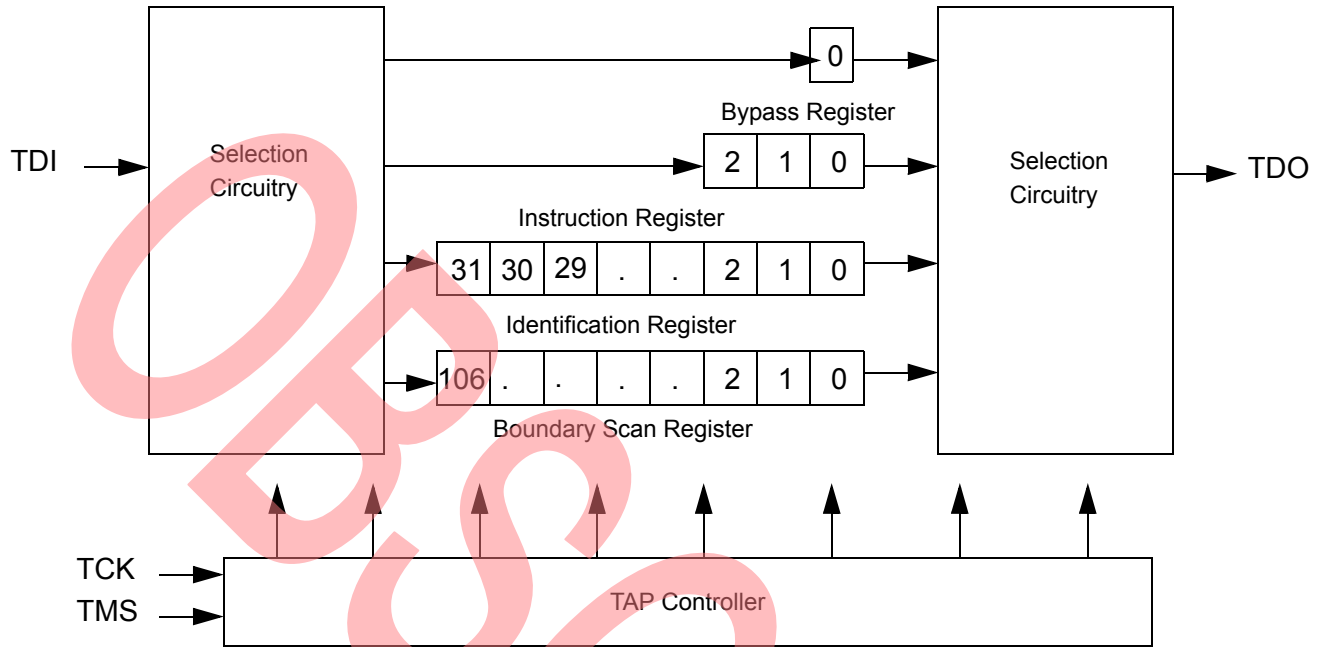 0
Bypass Register
TDI
Selection
Circuitry
2 1 0
Selection
Circuitry
TDO
Instruction Register
31 30 29 . . 2 1 0
Identification Register
106 . . . . 2 1 0
Boundary Scan Register
TCK
TMS
TAP Controller
OBSO